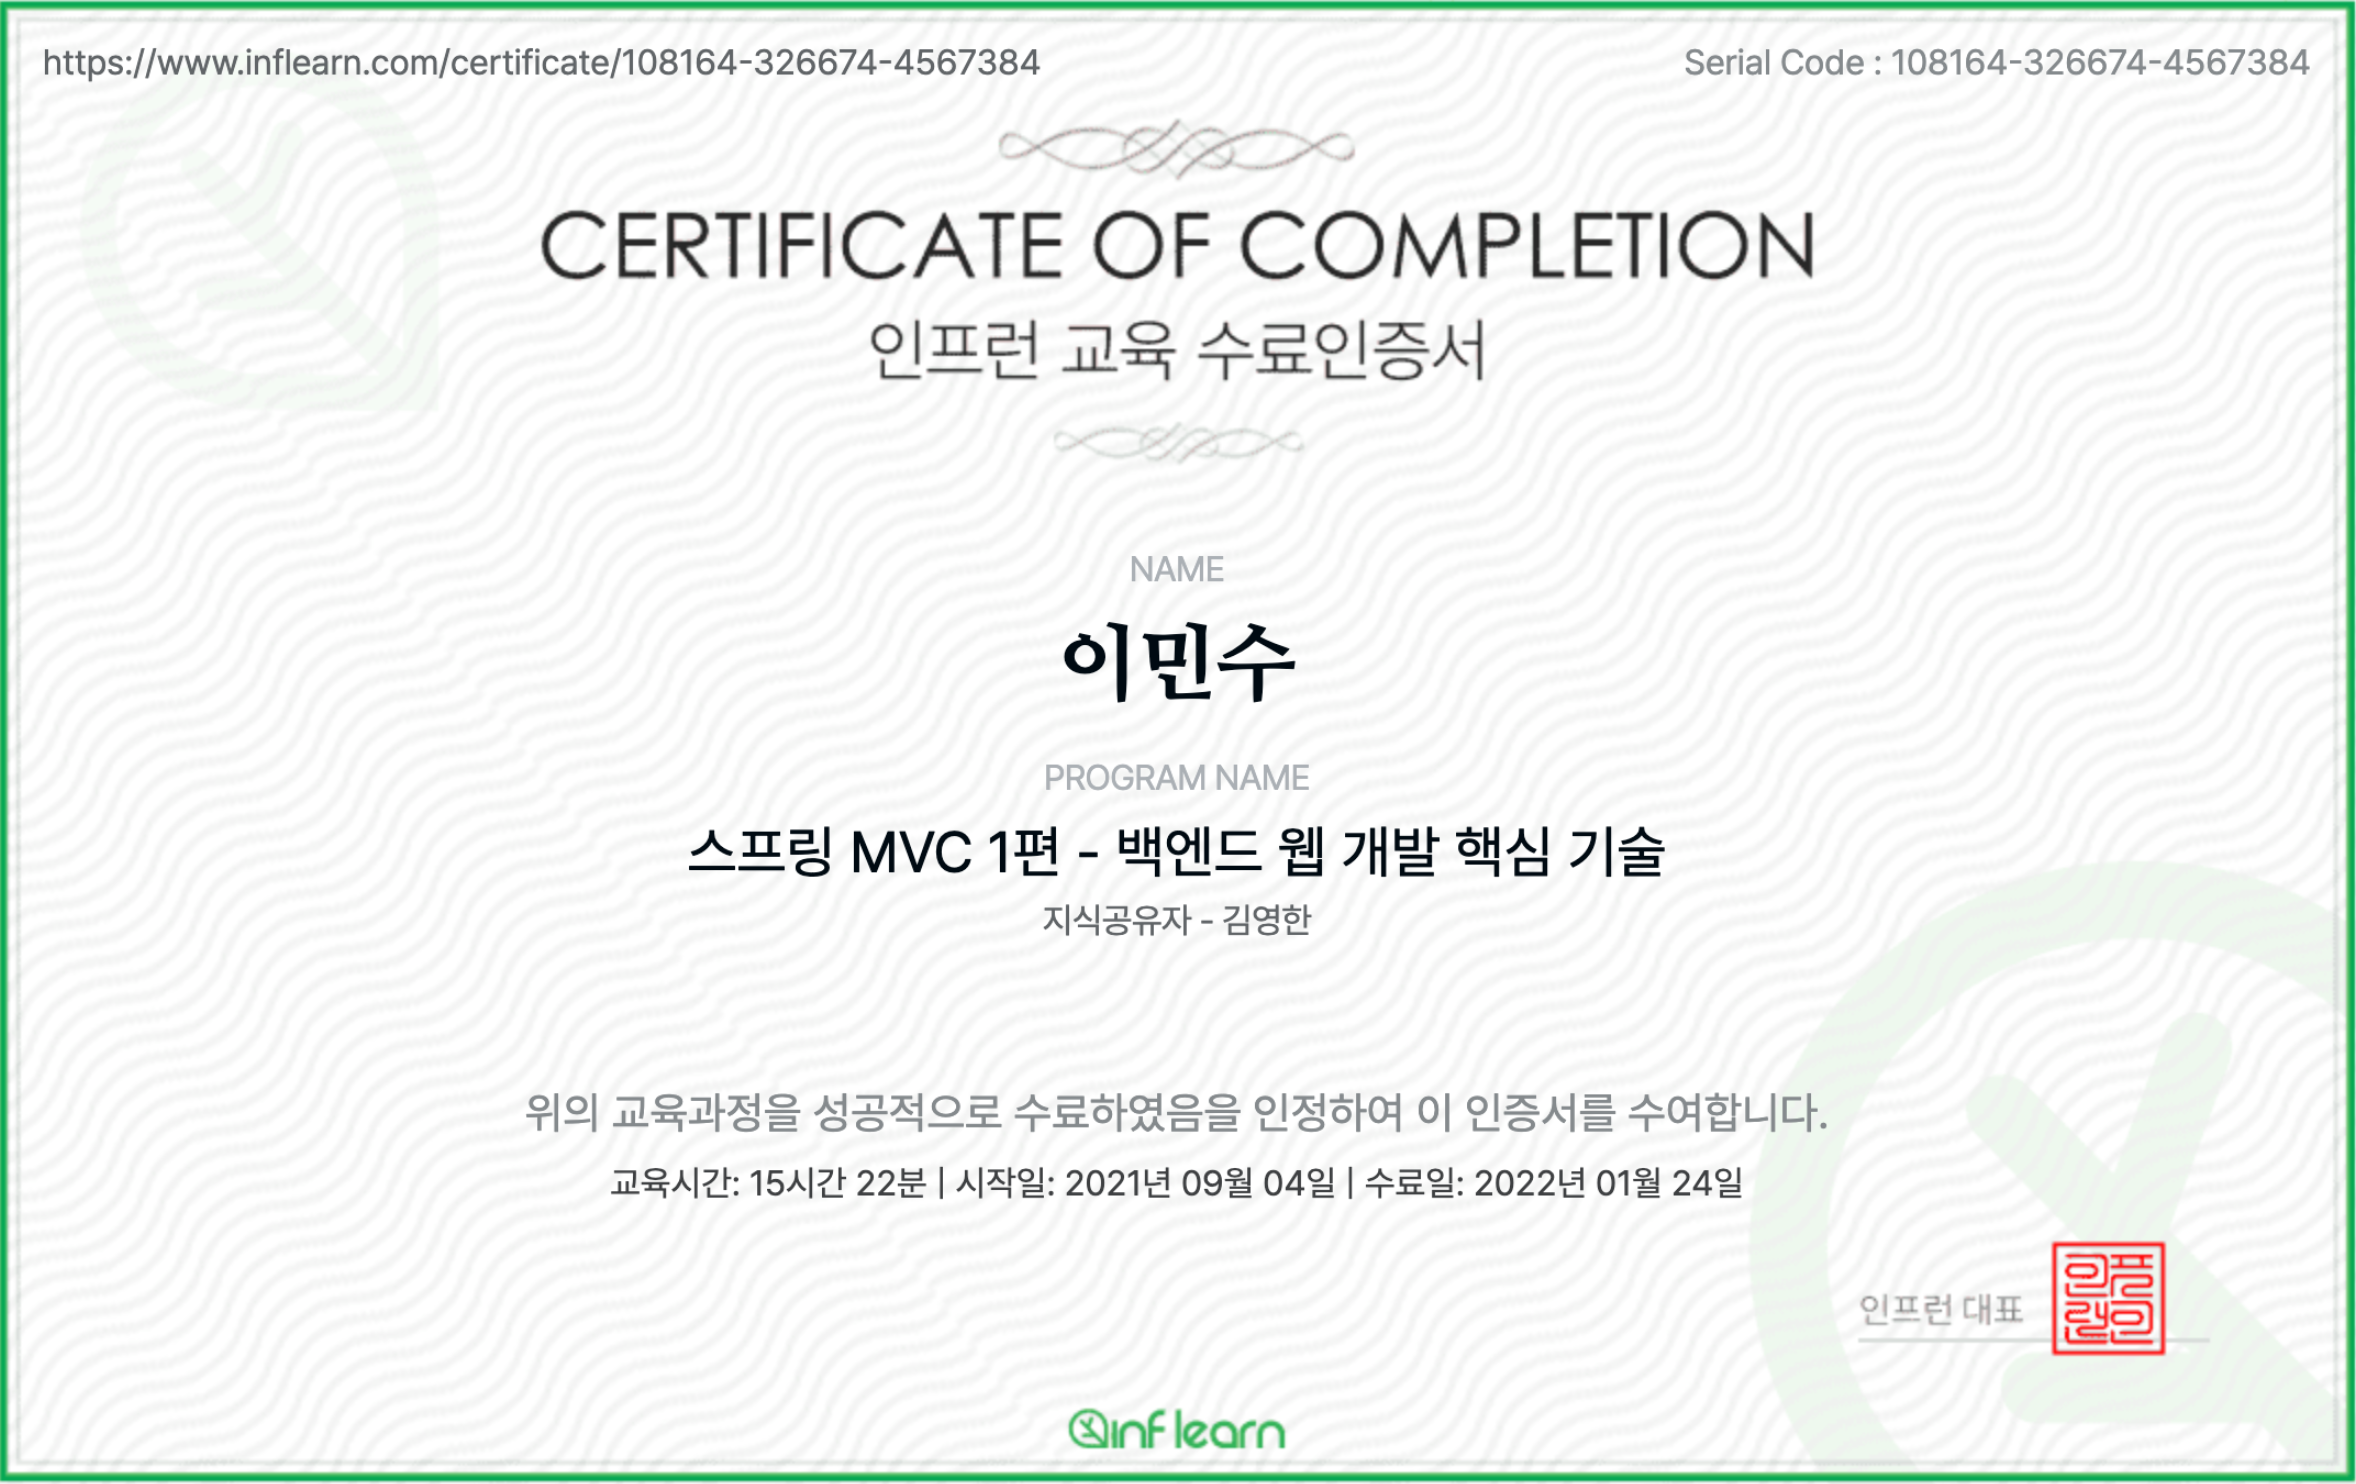 https://www.inflearn.com/certificate/108164-326674-4567384
Serial Code : 108164-326674-4567384
CERTIFICATE OF COMPLETION
인프런 교육 수료인증서
NAME
이민수
PROGRAM NAME
스프링 MVC 1편 - 백엔드 웹 개발 핵심 기술
지식공유자 - 김영한
위의 교육과정을 성공적으로 수료하였음을 인정하여 이 인증서를 수여합니다.
교육시간: 15시간 22분 | 시작일: 2021년 09월 04일 | 수료일: 2022년 01월 24일
인프런 대표
인프런인
inflearn